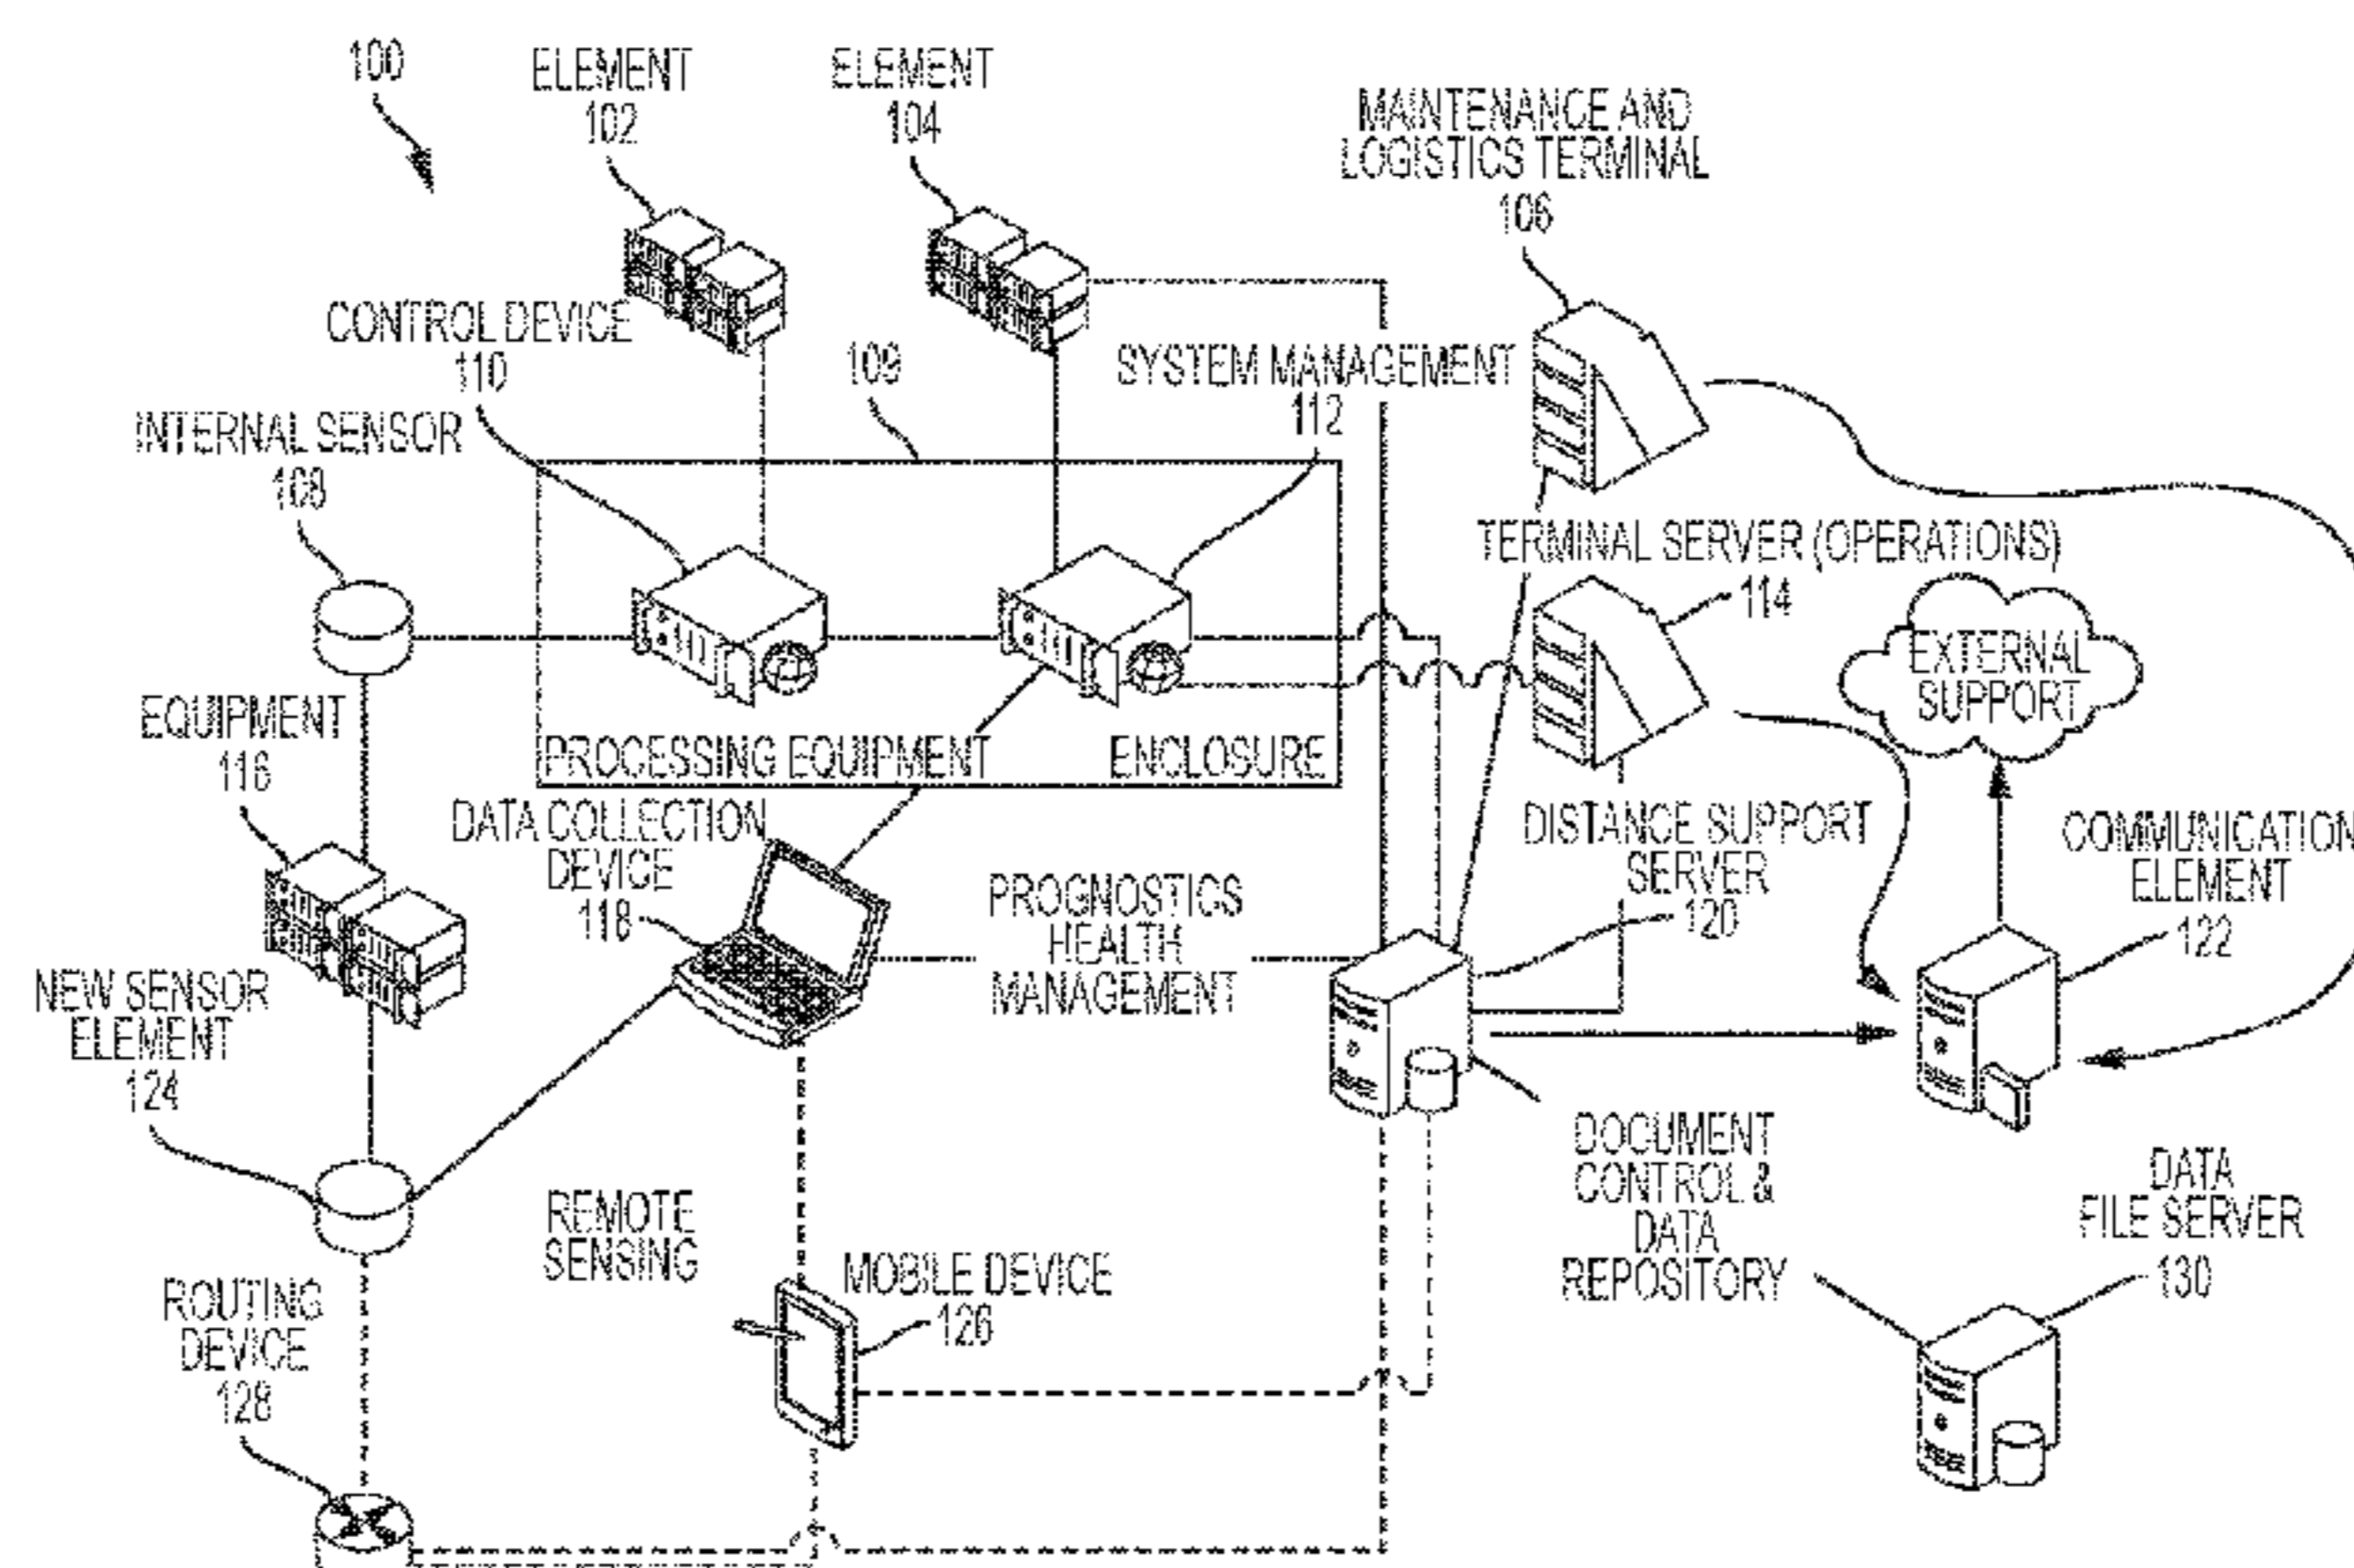 100
ELEMENT
102
ELEMENT
104
MAINTENANCE AND
LOGISTICS TERMINAL
106
CONTROL DEVICE
110
109
SYSTEM MANAGEMENT
112
INTERNAL SENSOR
108
TERMINAL SERVER (OPERATIONS)
114
EXTERNAL
SUPPORT
EQUIPMENT
116
PROCESSING EQUIPMENT ENCLOSURE
DATA COLLECTION
DEVICE
118
PROGNOSTICS
HEALTH
MANAGEMENT
DISTANCE SUPPORT
SERVER
120
COMMUNICATION
ELEMENT
122
NEW SENSOR
ELEMENT
124
DOCUMENT
CONTROL &
DATA
REPOSITORY
DATA
FILE SERVER
130
REMOTE
SENSING
MOBILE DEVICE
126
ROUTING
DEVICE
128